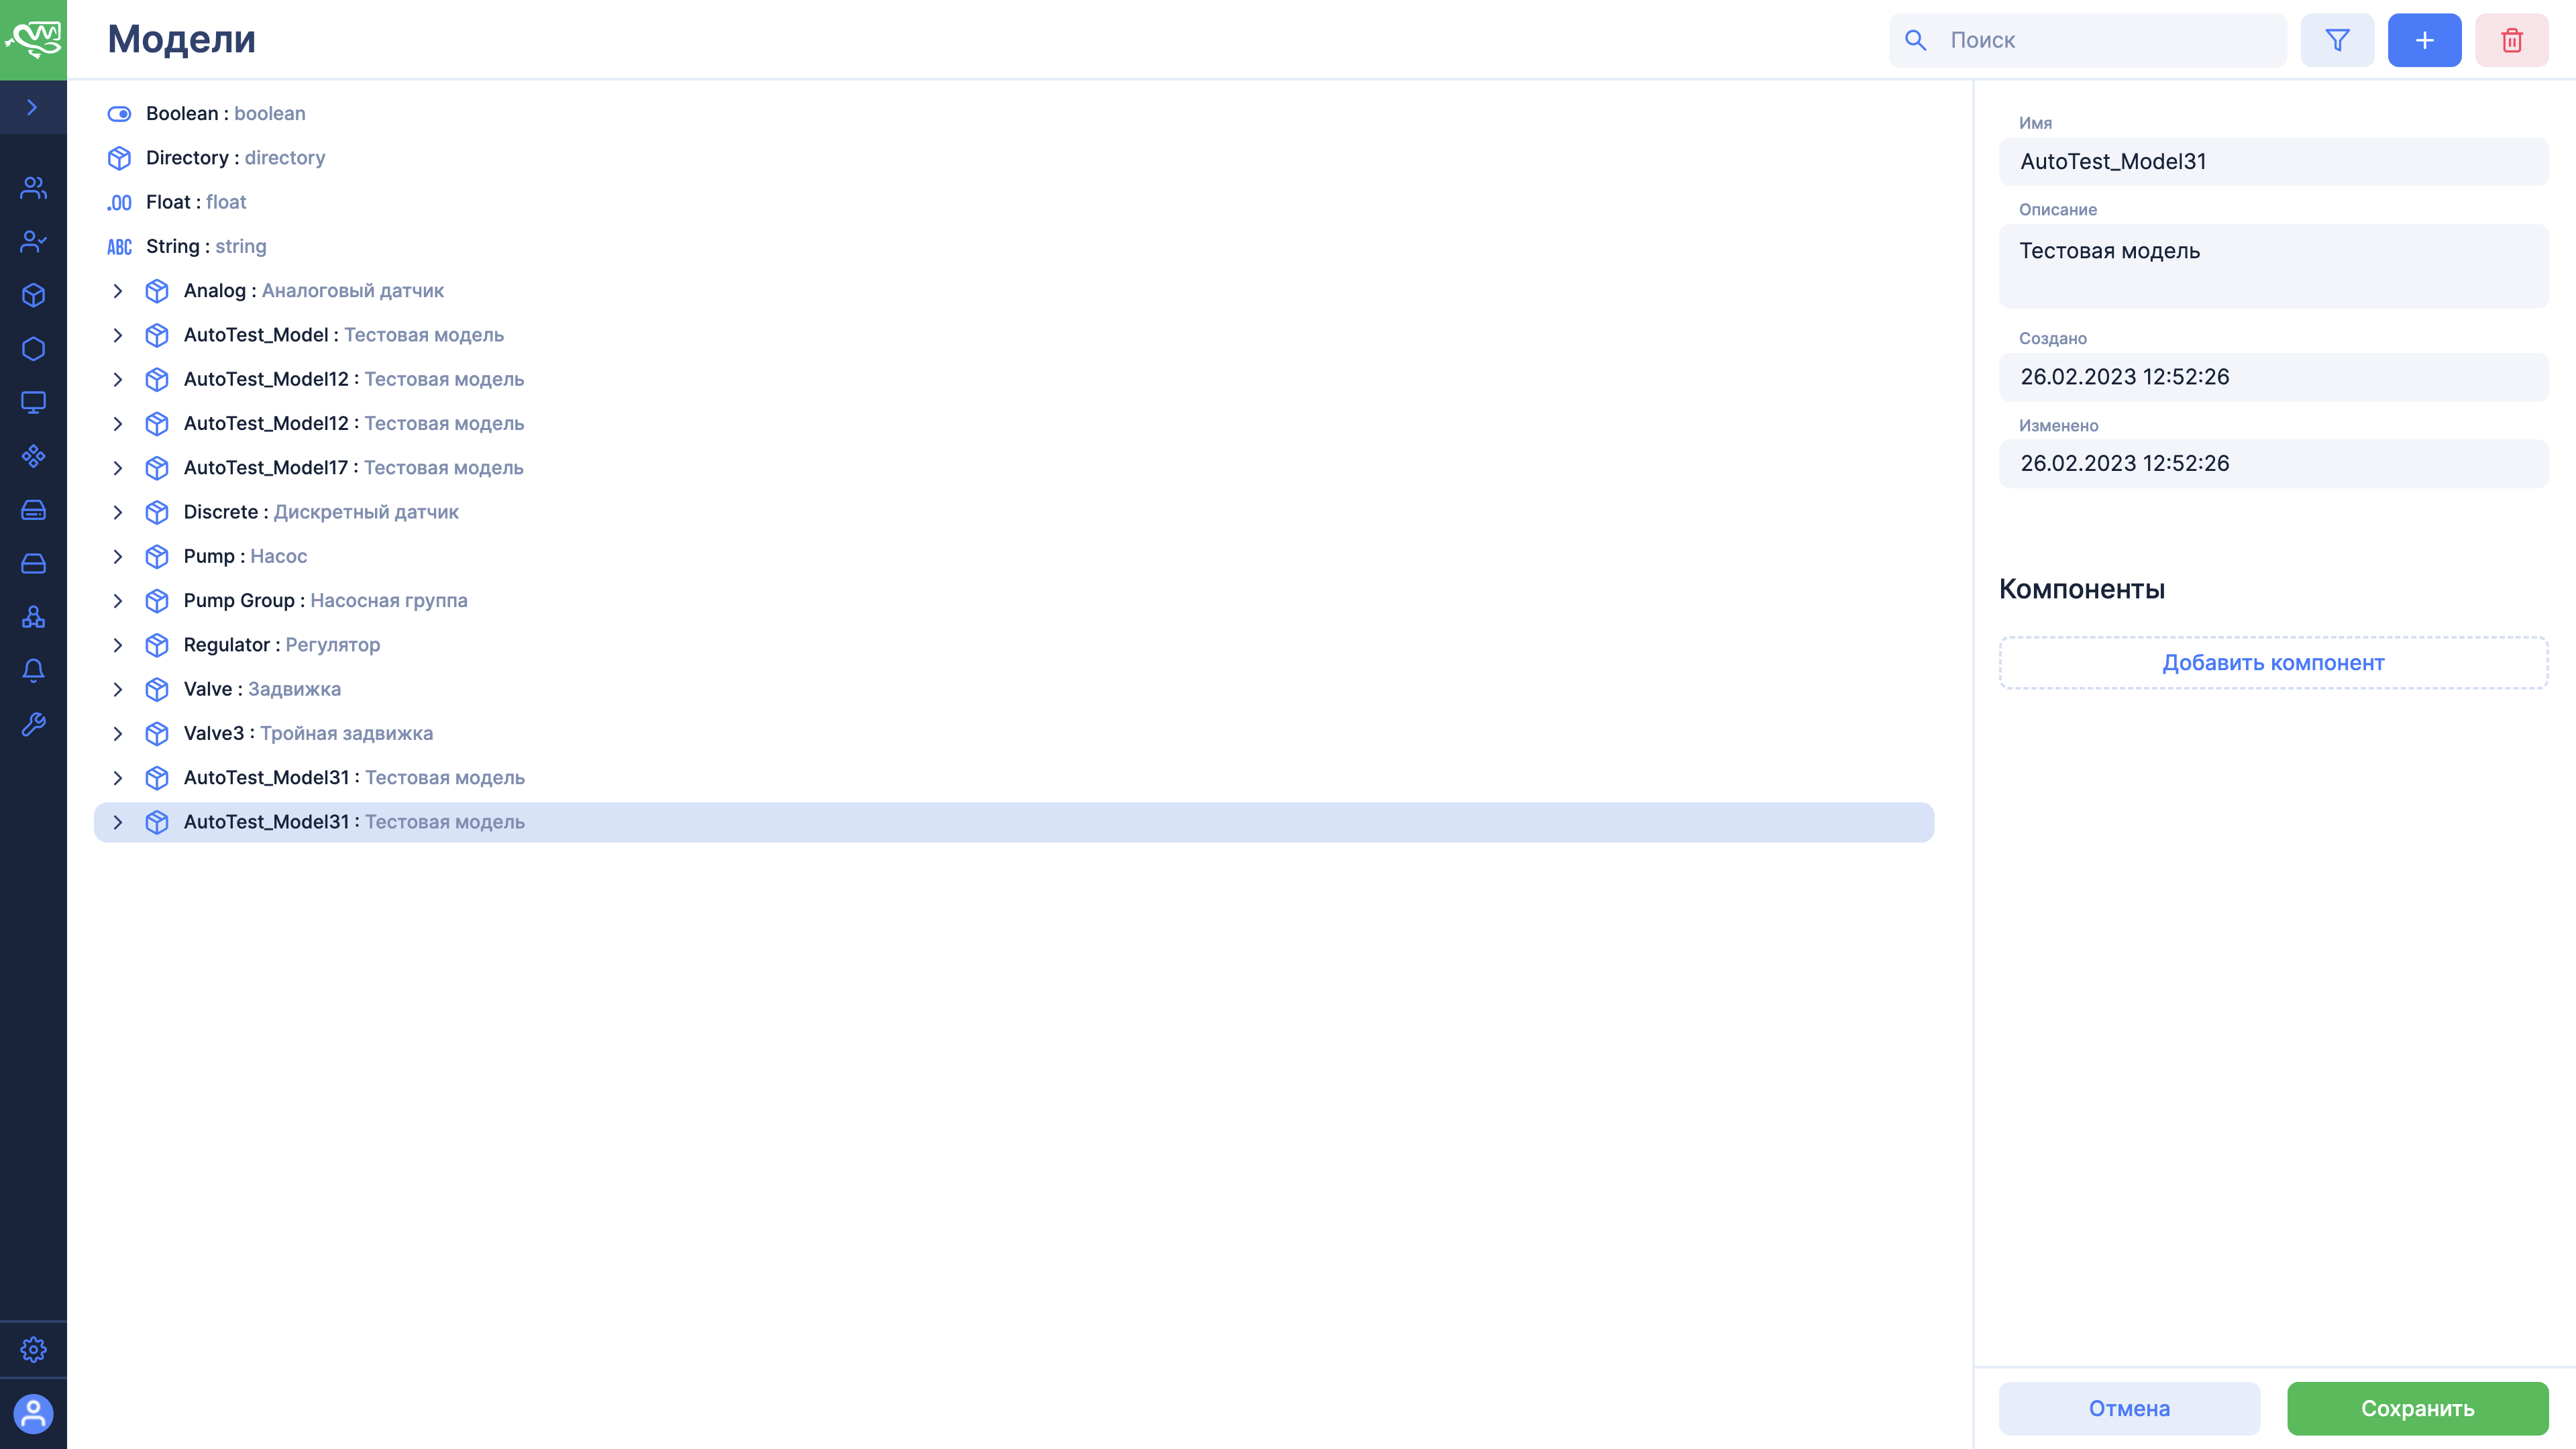 Модели
Поиск
Boolean : boolean
Directory : directory
.00 Float : float
ABC String : string
Analog : Аналоговый датчик
AutoTest_Model : Тестовая модель
AutoTest_Model12 : Тестовая модель
AutoTest_Model12 : Тестовая модель
AutoTest_Model17 : Тестовая модель
Discrete : Дискретный датчик
Pump : Насос
Pump Group : Насосная группа
Regulator : Регулятор
Valve : Задвижка
Valve3 : Тройная задвижка
AutoTest_Model31 : Тестовая модель
AutoTest_Model31 : Тестовая модель
Имя
AutoTest_Model31
Описание
Тестовая модель
Создано
26.02.2023 12:52:26
Изменено
26.02.2023 12:52:26
Компоненты
Добавить компонент
Отмена
Сохранить